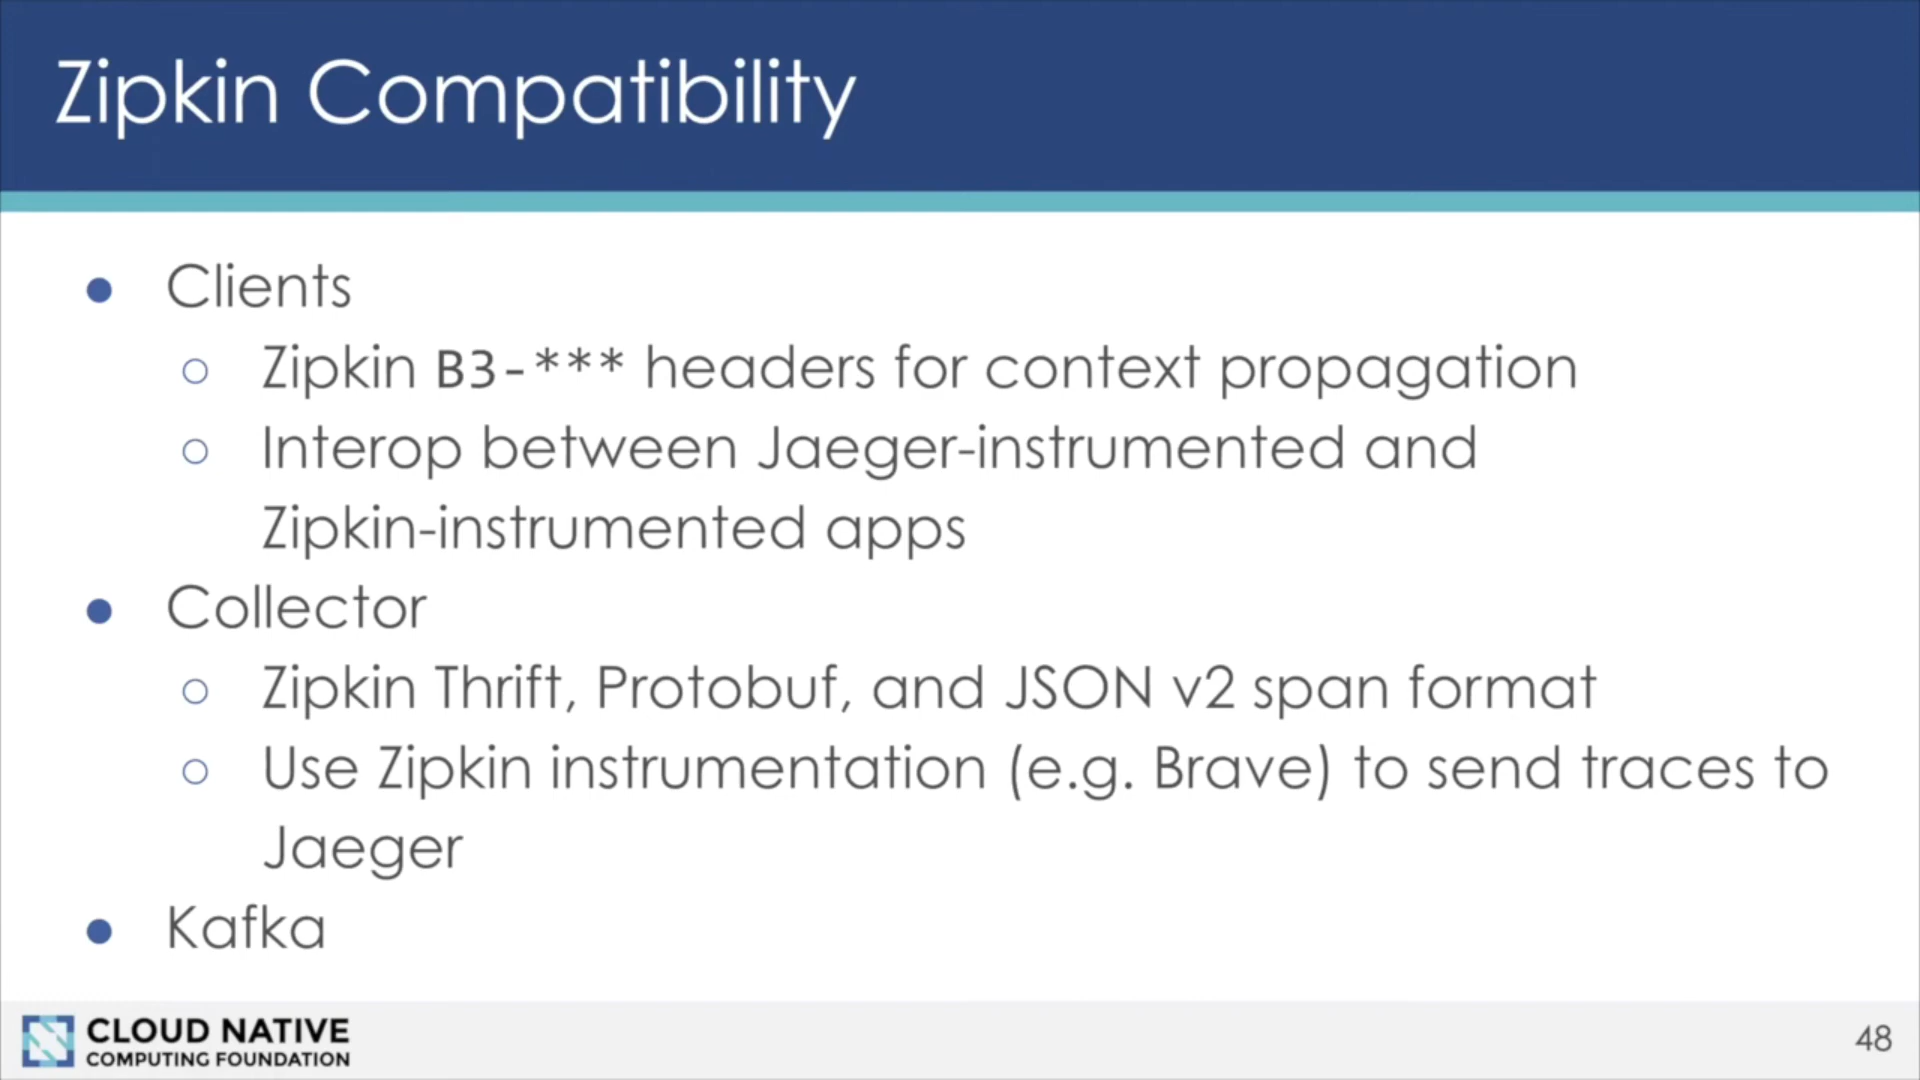 Zipkin Compatibility
● Clients
○ Zipkin B3-*** headers for context propagation
○ Interop between Jaeger-instrumented and
Zipkin-instrumented apps
● Collector
○ Zipkin Thrift, Protobuf, and JSON v2 span format
○ Use Zipkin instrumentation (e.g. Brave) to send traces to
Jaeger
● Kafka
CLOUD NATIVE
COMPUTING FOUNDATION
48